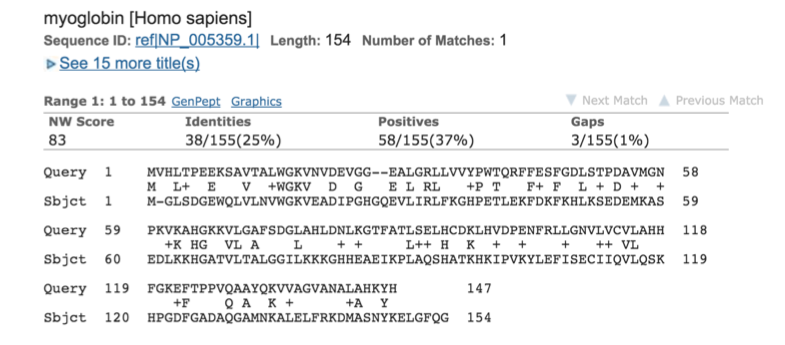 myoglobin [Homo sapiens]
Sequence ID: ref|NP_005359.1| Length: 154 Number of Matches: 1
See 15 more title(s)
Range 1: 1 to 154 GenPept Graphics Next Match Previous Match
NW Score Identities Positives Gaps
83 38/155(25%) 58/155(37%) 3/155(1%)
Query 1 MVHLTPEEKSAVTALWGKVNVDEVGG--EALGRLLVVYPWTQRFFESFGDLSTPDAVMGN 58
M L+ E V +WGKV D G E L RL +P T F+ F L + D + +
Sbjct 1 M-GLSDGEWQLVLNVWGKVEADIPGHGQEVLIRLFKGHPETLEKFDKFKHLKSEDEMKAS 59
Query 59 PKVKAHGKKVLGAFSDGLAHLDNLKGTFATLSELHCDKLHVDPENFRLLGNVLVCVLAHH 118
+K HG VL A L + + L++ H K + + + ++ VL
Sbjct 60 EDLKKHGATVLTALGGILKKKGHHEAEIKPLAQSHATKHKIPVKYLEFISECIIQVLQSK 119
Query 119 FGKEFTPPVQAAYQKVVAGVANALAHKYH 147
+F Q A K + +A Y
Sbjct 120 HPGDFGADAQGAMNKALELFRKDMASNYKELGFQG 154